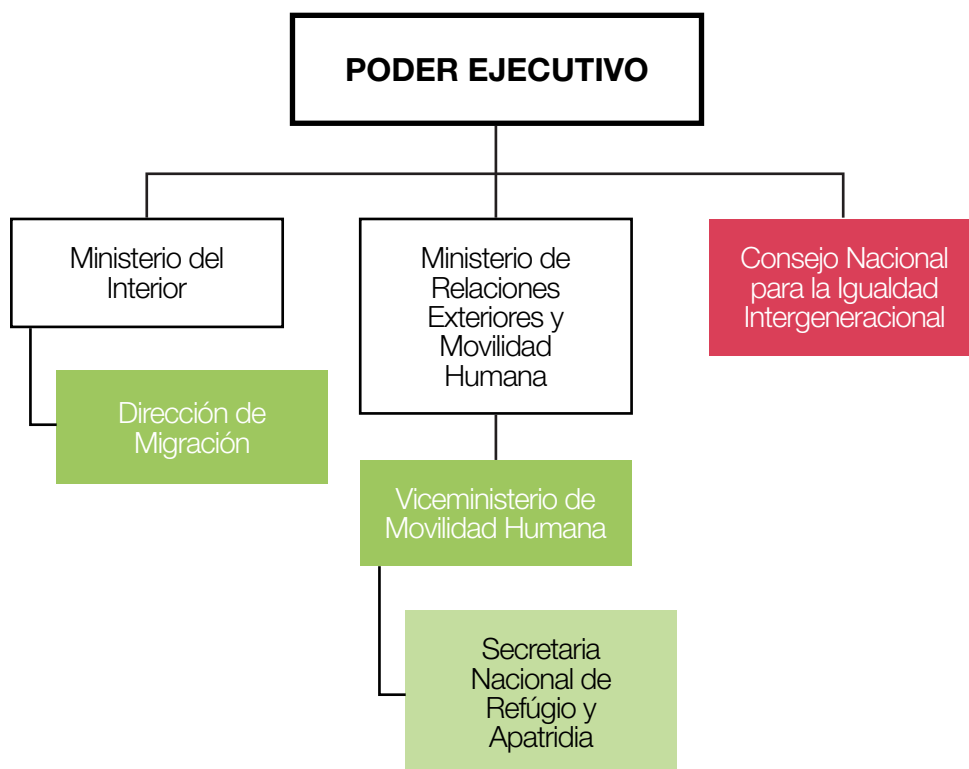 PODER EJECUTIVO
Ministerio del
Interior
Ministerio de
Relaciones
Exteriores y
Movilidad
Humana
Consejo Nacional
para la Igualdad
Intergeneracional
Dirección de
Migración
Viceministerio de
Movilidad Humana
Secretaria
Nacional de
Refúgio y
Apatridia